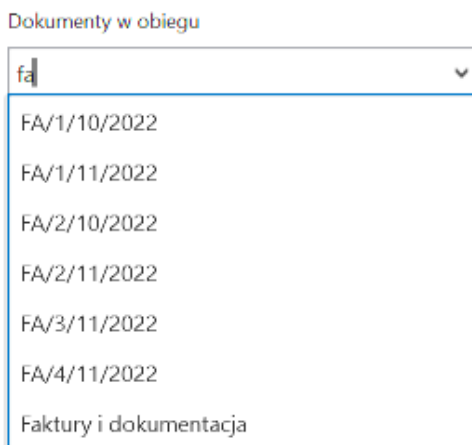 Dokumenty w obiegu
fa
FA/1/10/2022
FA/1/11/2022
FA/2/10/2022
FA/2/11/2022
FA/3/11/2022
FA/4/11/2022
Faktury i dokumentacja